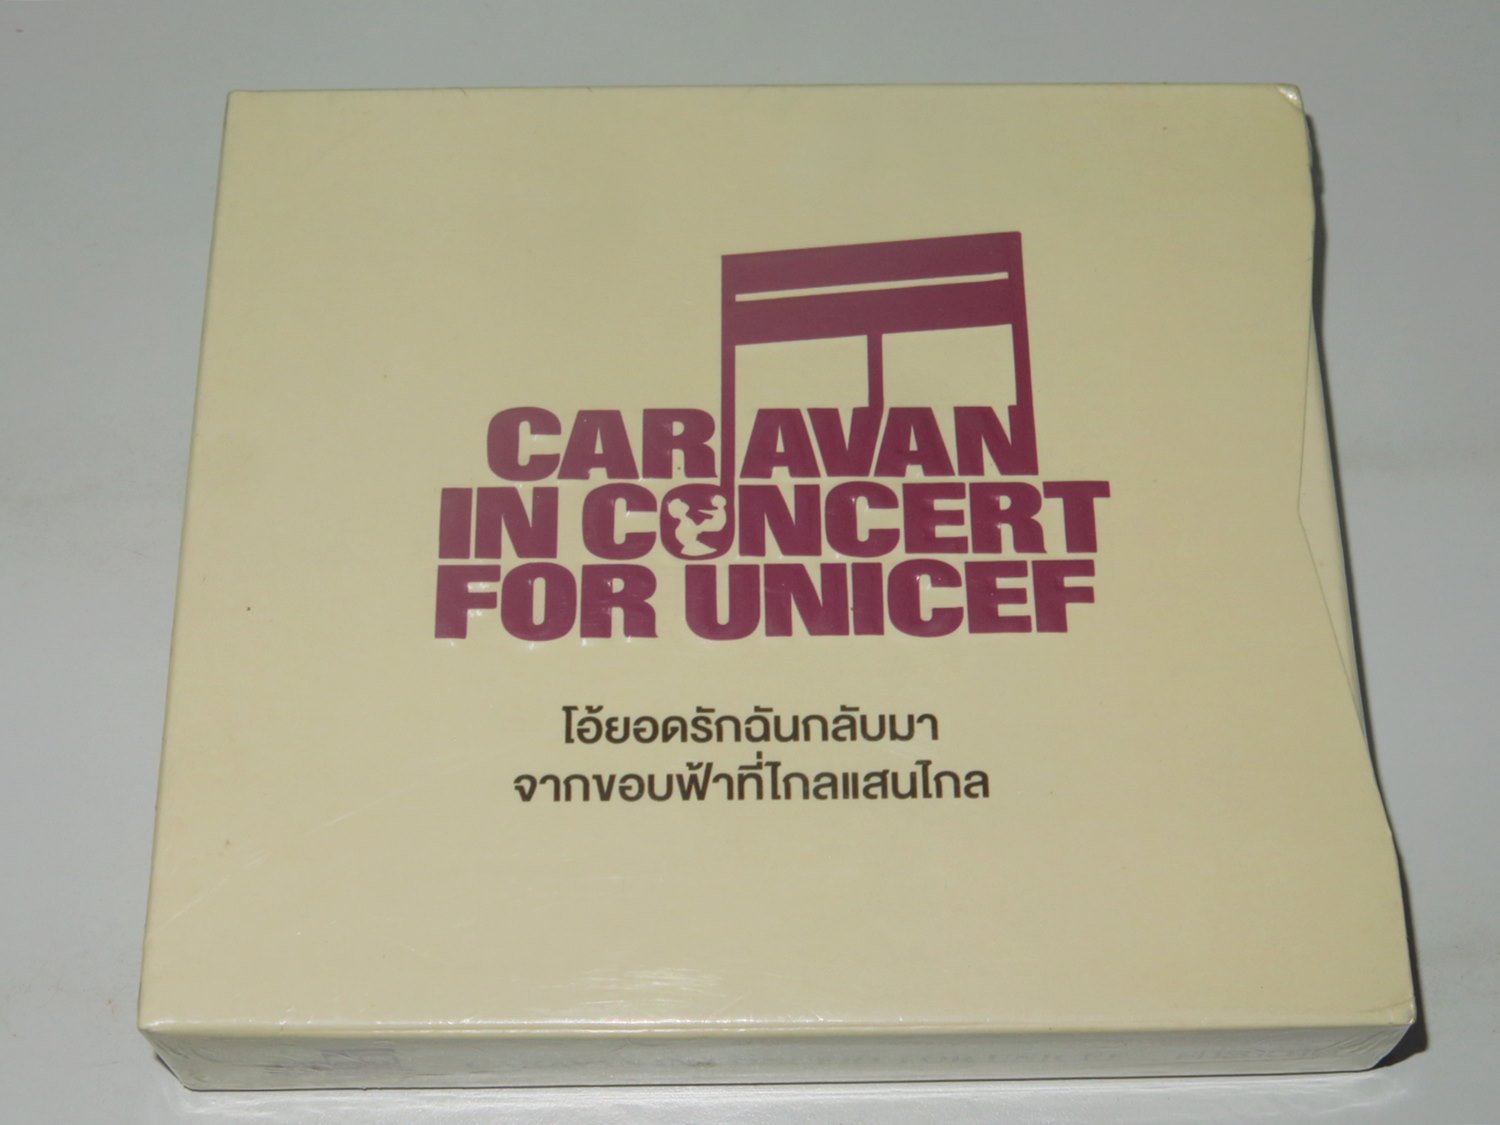 CARAVAN
IN CONCERT
FOR UNICEF
โอ้ยอดรักฉันกลับมา
จากขอบฟ้าที่ไกลแสนไกล